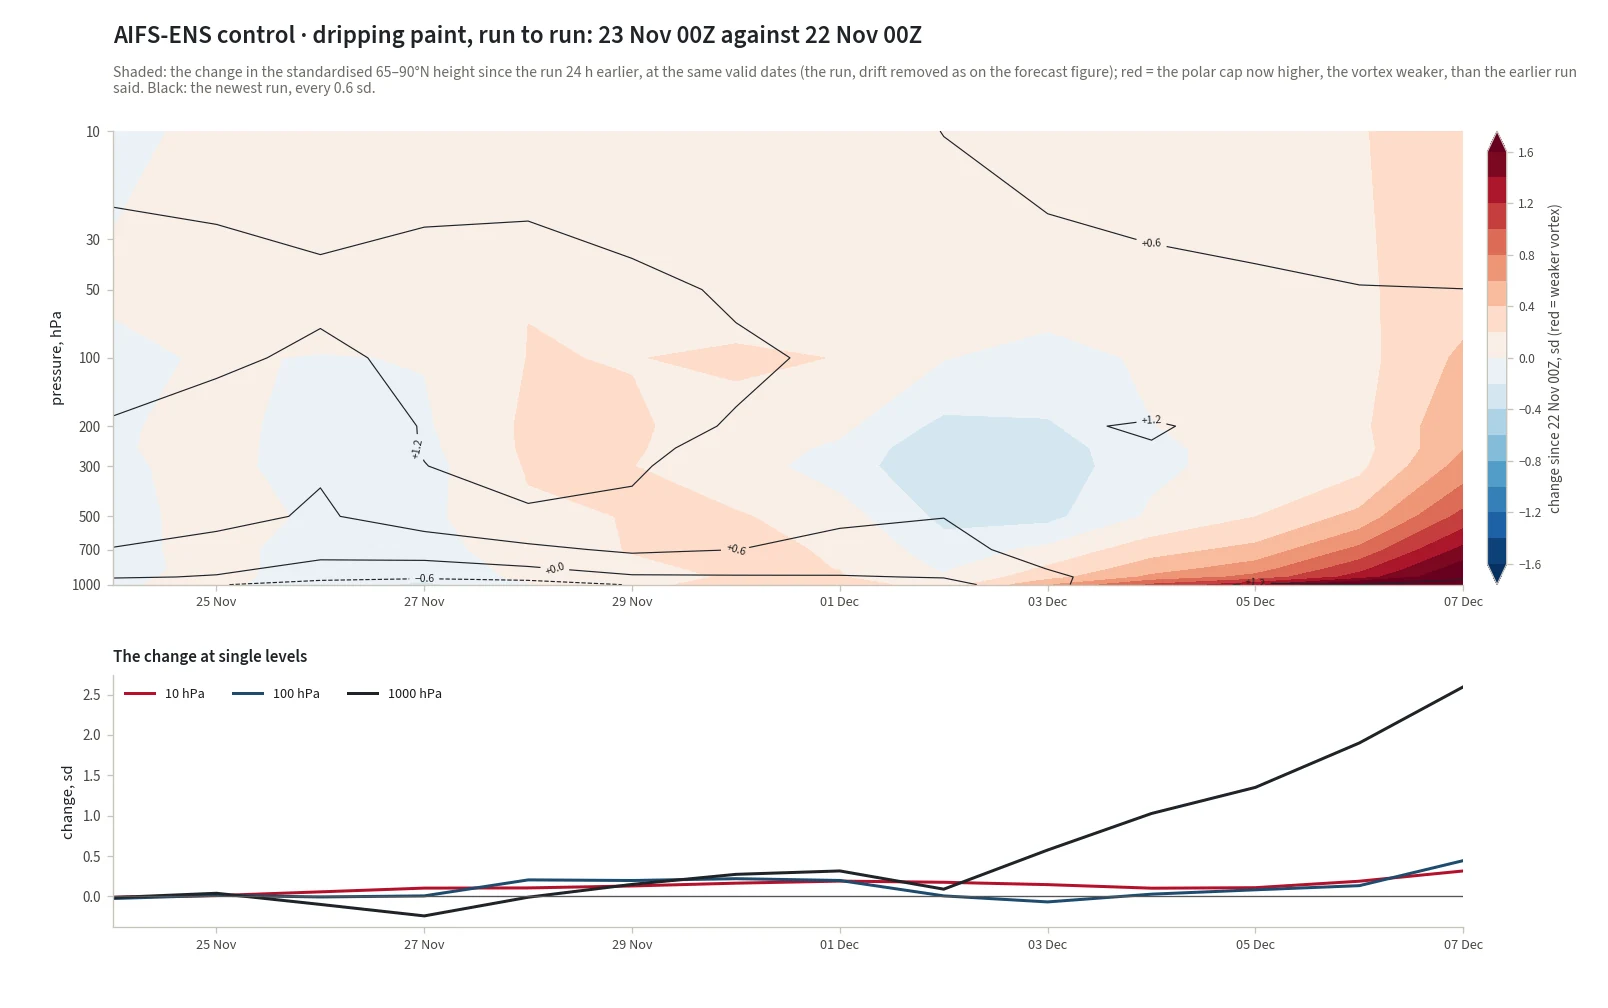 AIFS-ENS control · dripping paint, run to run: 23 Nov 00Z against 22 Nov 00Z
Shaded: the change in the standardised 65–90°N height since the run 24 h earlier, at the same valid dates (the run, drift removed as on the forecast figure); red = the polar cap now higher, the vortex weaker, than the earlier run
said. Black: the newest run, every 0.6 sd.
pressure, hPa
10
30
50
100
200
300
500
700
1000
+0.6
+1.2
+1.2
+0.6
+0.0
−0.6
25 Nov
27 Nov
29 Nov
01 Dec
03 Dec
05 Dec
07 Dec
1.6
1.2
0.8
0.4
0.0
−0.4
−0.8
−1.2
−1.6
change since 22 Nov 00Z, sd (red = weaker vortex)
The change at single levels
10 hPa
100 hPa
1000 hPa
change, sd
2.5
2.0
1.5
1.0
0.5
0.0
25 Nov
27 Nov
29 Nov
01 Dec
03 Dec
05 Dec
07 Dec